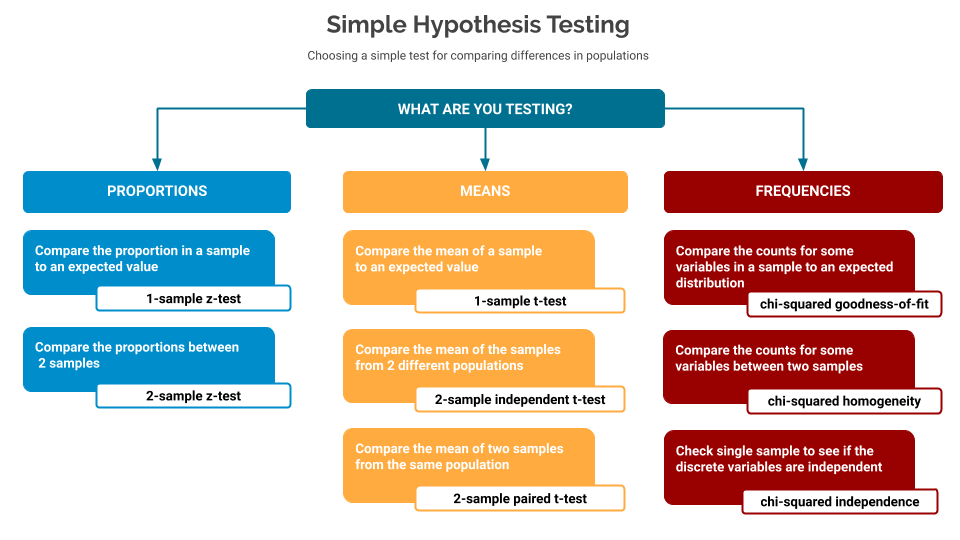 Simple Hypothesis Testing
Choosing a simple test for comparing differences in populations
WHAT ARE YOU TESTING?
PROPORTIONS
Compare the proportion in a sample
to an expected value
1-sample z-test
Compare the proportions between
2 samples
2-sample z-test
MEANS
Compare the mean of a sample
to an expected value
1-sample t-test
Compare the mean of the samples
from 2 different populations
2-sample independent t-test
Compare the mean of two samples
from the same population
2-sample paired t-test
FREQUENCIES
Compare the counts for some
variables in a sample to an expected
distribution
chi-squared goodness-of-fit
Compare the counts for some
variables between two samples
chi-squared homogeneity
Check single sample to see if the
discrete variables are independent
chi-squared independence